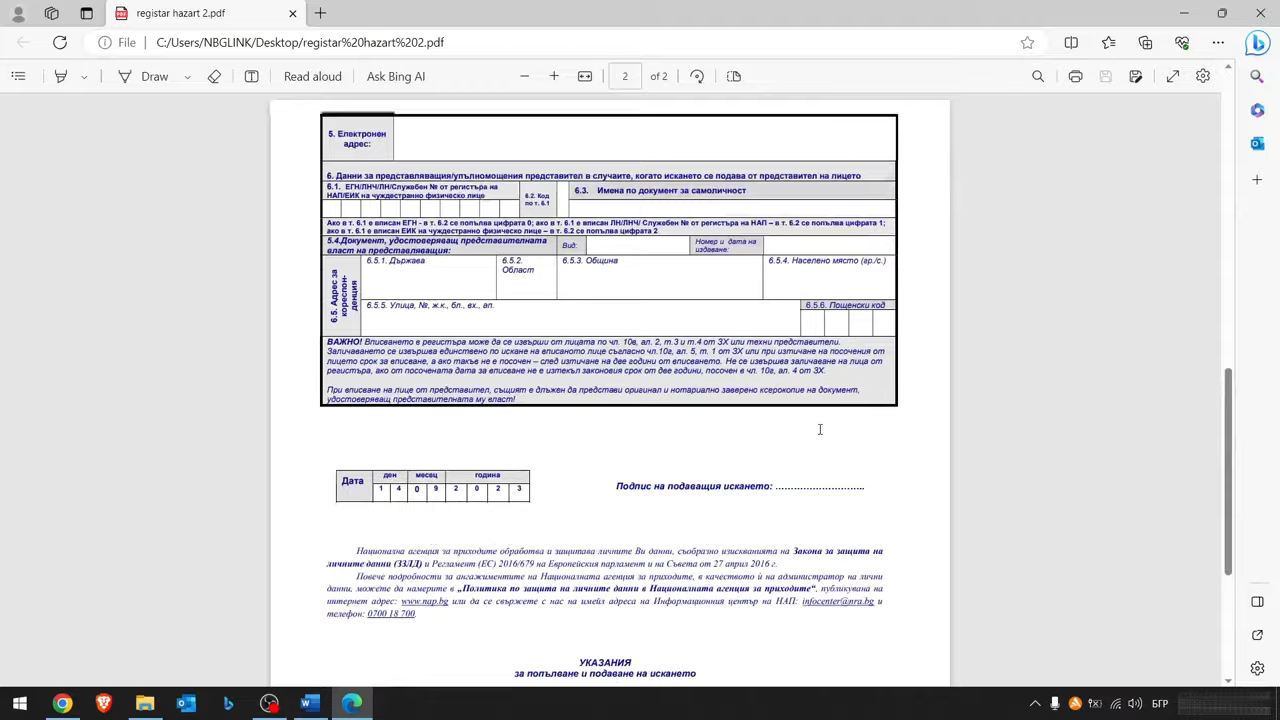 registar hazart 2.pdf
File
C:/Users/NBGLINK/Desktop/registar%20hazart%202.pdf
Draw
Read aloud
Ask Bing AI
2
of 2
5. Електронен
адрес:
6. Данни за представляващия/упълномощения представител в случаите, когато искането се подава от представител на лицето
6.1. ЕГН/ЛНЧ/ЛН/Служебен № от регистъра на
НАП/ЕИК на чуждестранно физическо лице
6.2. Код
по т. 6.1
6.3. Имена по документ за самоличност
Ако в т. 6.1 е вписан ЕГН - в т. 6.2 се попълва цифрата 0; ако в т. 6.1 е вписан ЛН/ЛНЧ/ Служебен № от регистъра на НАП – в т. 6.2 се попълва цифрата 1;
ако в т. 6.1 е вписан ЕИК на чуждестранно физическо лице – в т. 6.2 се попълва цифрата 2
5.4.Документ, удостоверяващ представителната
власт на представляващия:
Вид:
Номер и дата на
издаване:
6.5. Адрес за
кореспон-
денция
6.5.1. Държава
6.5.2.
Област
6.5.3. Община
6.5.4. Населено място (гр./с.)
6.5.5. Улица, №, ж.к., бл., вх., ап.
6.5.6. Пощенски код
ВАЖНО! Вписването в регистъра може да се извърши от лицата по чл. 10в, ал. 2, т.3 и т.4 от ЗХ или техни представители.
Заличаването се извършва единствено по искане на вписаното лице съгласно чл.10г, ал. 5, т. 1 от ЗХ или при изтичане на посочения от
лицето срок за вписване, а ако такъв не е посочен – след изтичане на две години от вписването. Не се извършва заличаване на лица от
регистъра, ако от посочената дата за вписване не е изтекъл законовия срок от две години, посочен в чл. 10г, ал. 4 от ЗХ.
При вписване на лице от представител, същият е длъжен да представи оригинал и нотариално заверено ксерокопие на документ,
удостоверяващ представителната му власт!
Дата
ден
месец
година
1 4 0 9 2 0 2 3
Подпис на подаващия искането: ………………………..
Национална агенция за приходите обработва и защитава личните Ви данни, съобразно изискванията на Закона за защита на
личните данни (ЗЗЛД) и Регламент (ЕС) 2016/679 на Европейския парламент и на Съвета от 27 април 2016 г.
Повече подробности за ангажиментите на Националната агенция за приходите, в качеството ѝ на администратор на лични
данни, можете да намерите в „Политика по защита на личните данни в Националната агенция за приходите“, публикувана на
интернет адрес: www.nap.bg или да се свържете с нас на имейл адреса на Информационния център на НАП: infocenter@nra.bg и
телефон: 0700 18 700.
УКАЗАНИЯ
за попълване и подаване на искането
БГР